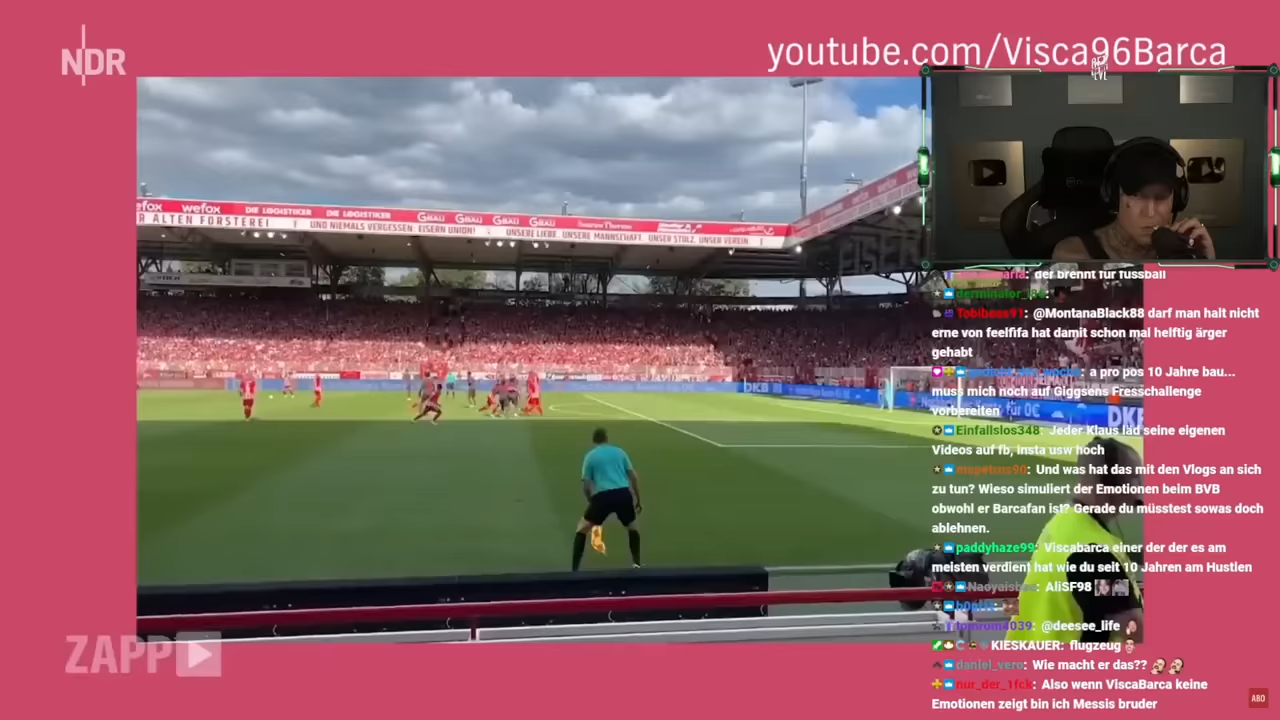 NDR
youtube.com/Visca96Barca
wefox
wefox
DIE LOGISTIKER
DIE LOGISTIKER
R ALTEN FÖRSTEREI
UND NIEMALS VERGESSEN: EISERN UNION!
UNSERE LIEBE. UNSERE MANNSCHAFT. UNSER STOLZ. UNSER VEREIN
EISER
DKB
für 0€
DKB
der brennt für fussball
Tobiboss91: @MontanaBlack88 darf man halt nicht
erne von feelfifa hat damit schon mal helftig ärger
gehabt
: a pro pos 10 Jahre bau...
muss mich noch auf Giggsens Fresschallenge
vorbereiten
Einfallslos348: Jeder Klaus läd seine eigenen
Videos auf fb, insta usw hoch
: Und was hat das mit den Vlogs an sich
zu tun? Wieso simuliert der Emotionen beim BVB
obwohl er Barcafan ist? Gerade du müsstest sowas doch
ablehnen.
paddyhaze99: Viscabarca einer der der es am
meisten verdient hat wie du seit 10 Jahren am Hustlen
AliSF98
@deesee_life
KIESKAUER: flugzeug
daniel_vero: Wie macht er das??
nur_der_1fck: Also wenn ViscaBarca keine
Emotionen zeigt bin ich Messis bruder
ZAPP
ABO